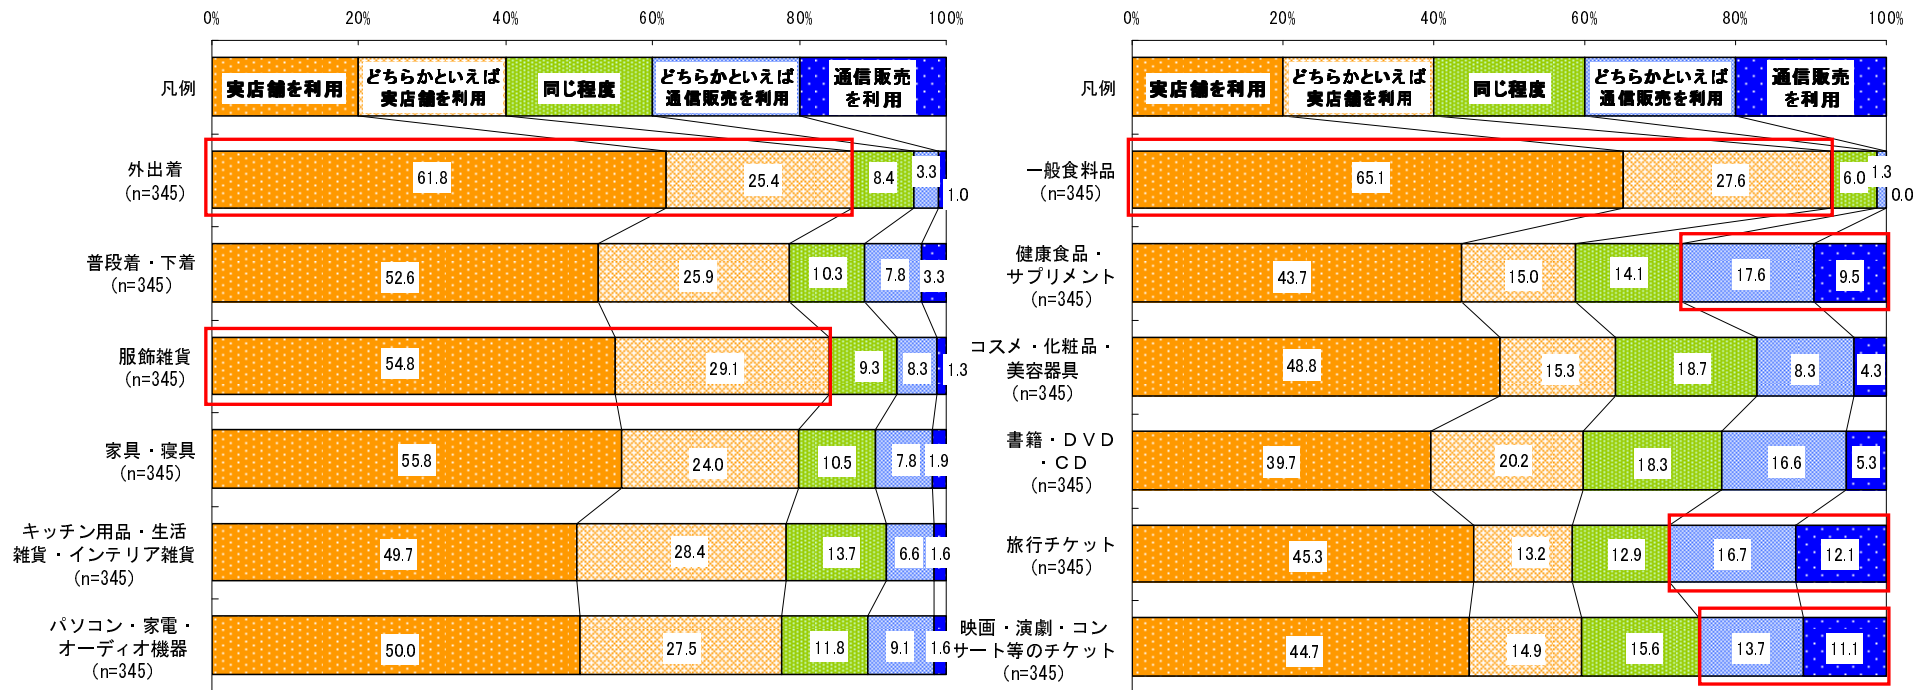 0% 20% 40% 60% 80% 100%
凡例
実店舗を利用
どちらかといえば
実店舗を利用
同じ程度
どちらかといえば
通信販売を利用
通信販売
を利用
外出着
(n=345)
61.8 25.4 8.4 3.3 1.0
普段着・下着
(n=345)
52.6 25.9 10.3 7.8 3.3
服飾雑貨
(n=345)
54.8 29.1 9.3 8.3 1.3
家具・寝具
(n=345)
55.8 24.0 10.5 7.8 1.9
キッチン用品・生活
雑貨・インテリア雑貨
(n=345)
49.7 28.4 13.7 6.6 1.6
パソコン・家電・
オーディオ機器
(n=345)
50.0 27.5 11.8 9.1 1.6
0% 20% 40% 60% 80% 100%
凡例
実店舗を利用
どちらかといえば
実店舗を利用
同じ程度
どちらかといえば
通信販売を利用
通信販売
を利用
一般食料品
(n=345)
65.1 27.6 6.0 1.3 0.0
健康食品・
サプリメント
(n=345)
43.7 15.0 14.1 17.6 9.5
コスメ・化粧品・
美容器具
(n=345)
48.8 15.3 18.7 8.3 4.3
書籍・DVD
・CD
(n=345)
39.7 20.2 18.3 16.6 5.3
旅行チケット
(n=345)
45.3 13.2 12.9 16.7 12.1
映画・演劇・コン
サート等のチケット
(n=345)
44.7 14.9 15.6 13.7 11.1